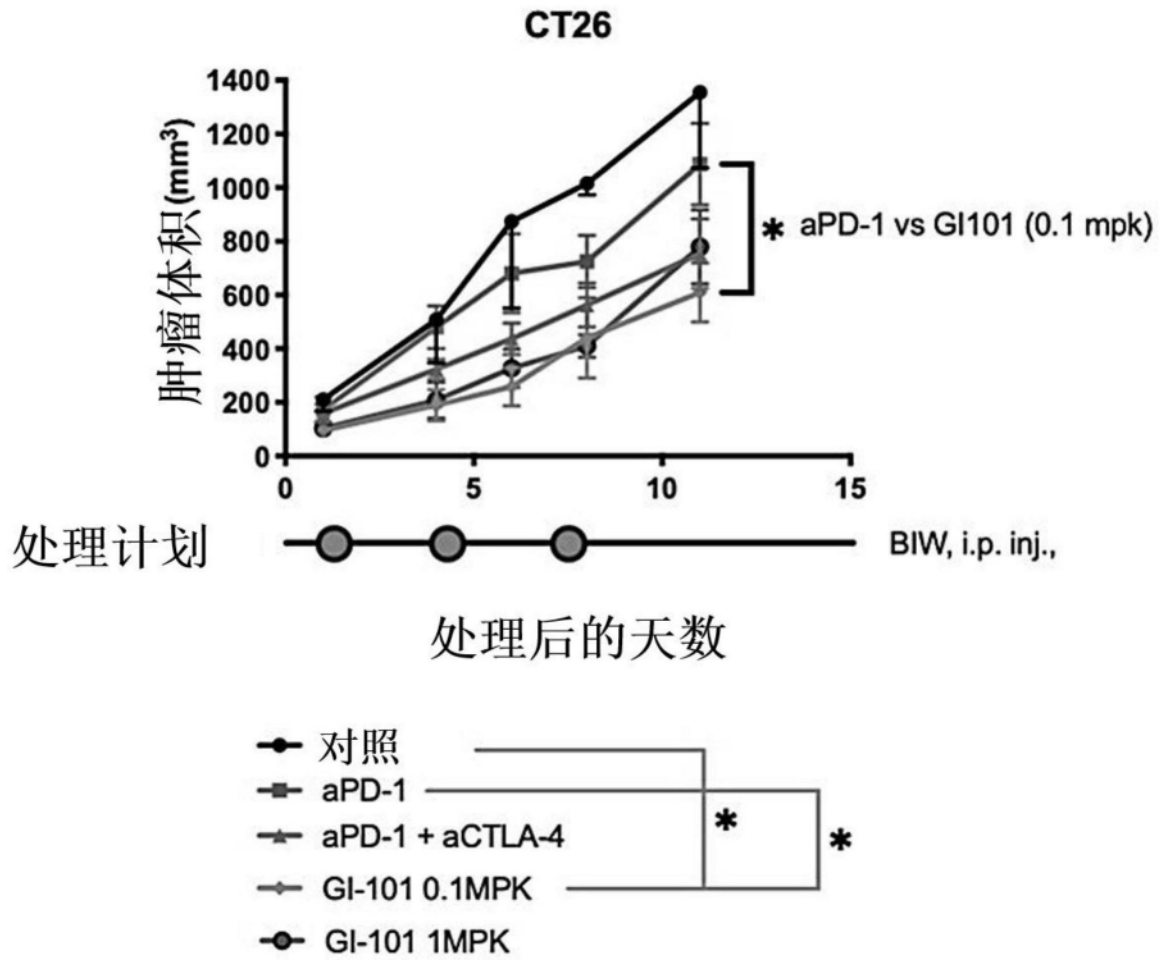 CT26
肿瘤体积(mm³)
1400
1200
1000
800
600
400
200
0
0 5 10 15
* aPD-1 vs GI101 (0.1 mpk)
处理计划
BIW, i.p. inj.,
处理后的天数
对照
aPD-1
aPD-1 + aCTLA-4
GI-101 0.1MPK
GI-101 1MPK
* *